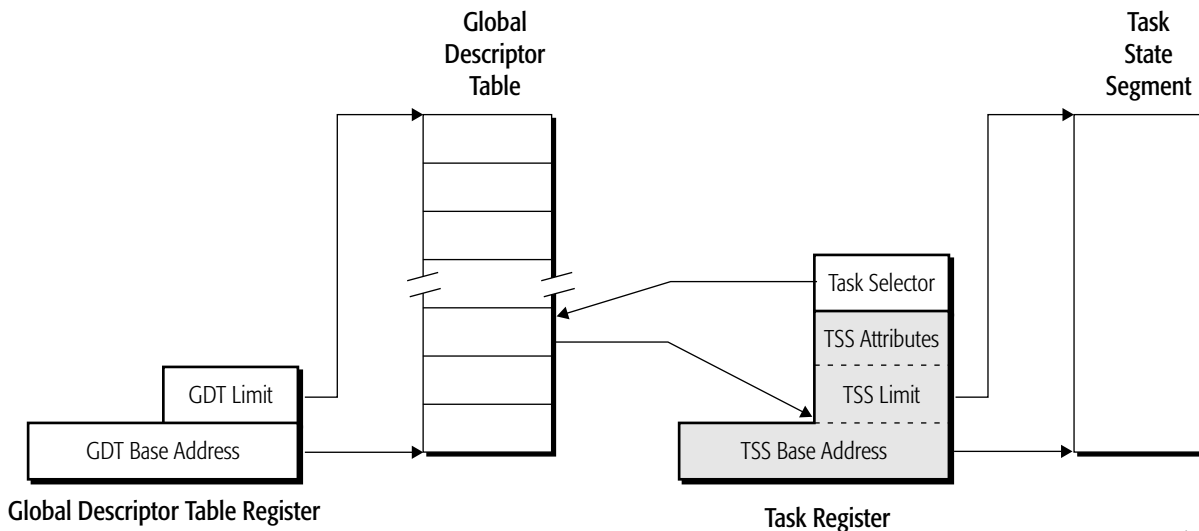 Global
Descriptor
Table
Task
State
Segment
Task Selector
TSS Attributes
GDT Limit
TSS Limit
GDT Base Address
TSS Base Address
Global Descriptor Table Register
Task Register